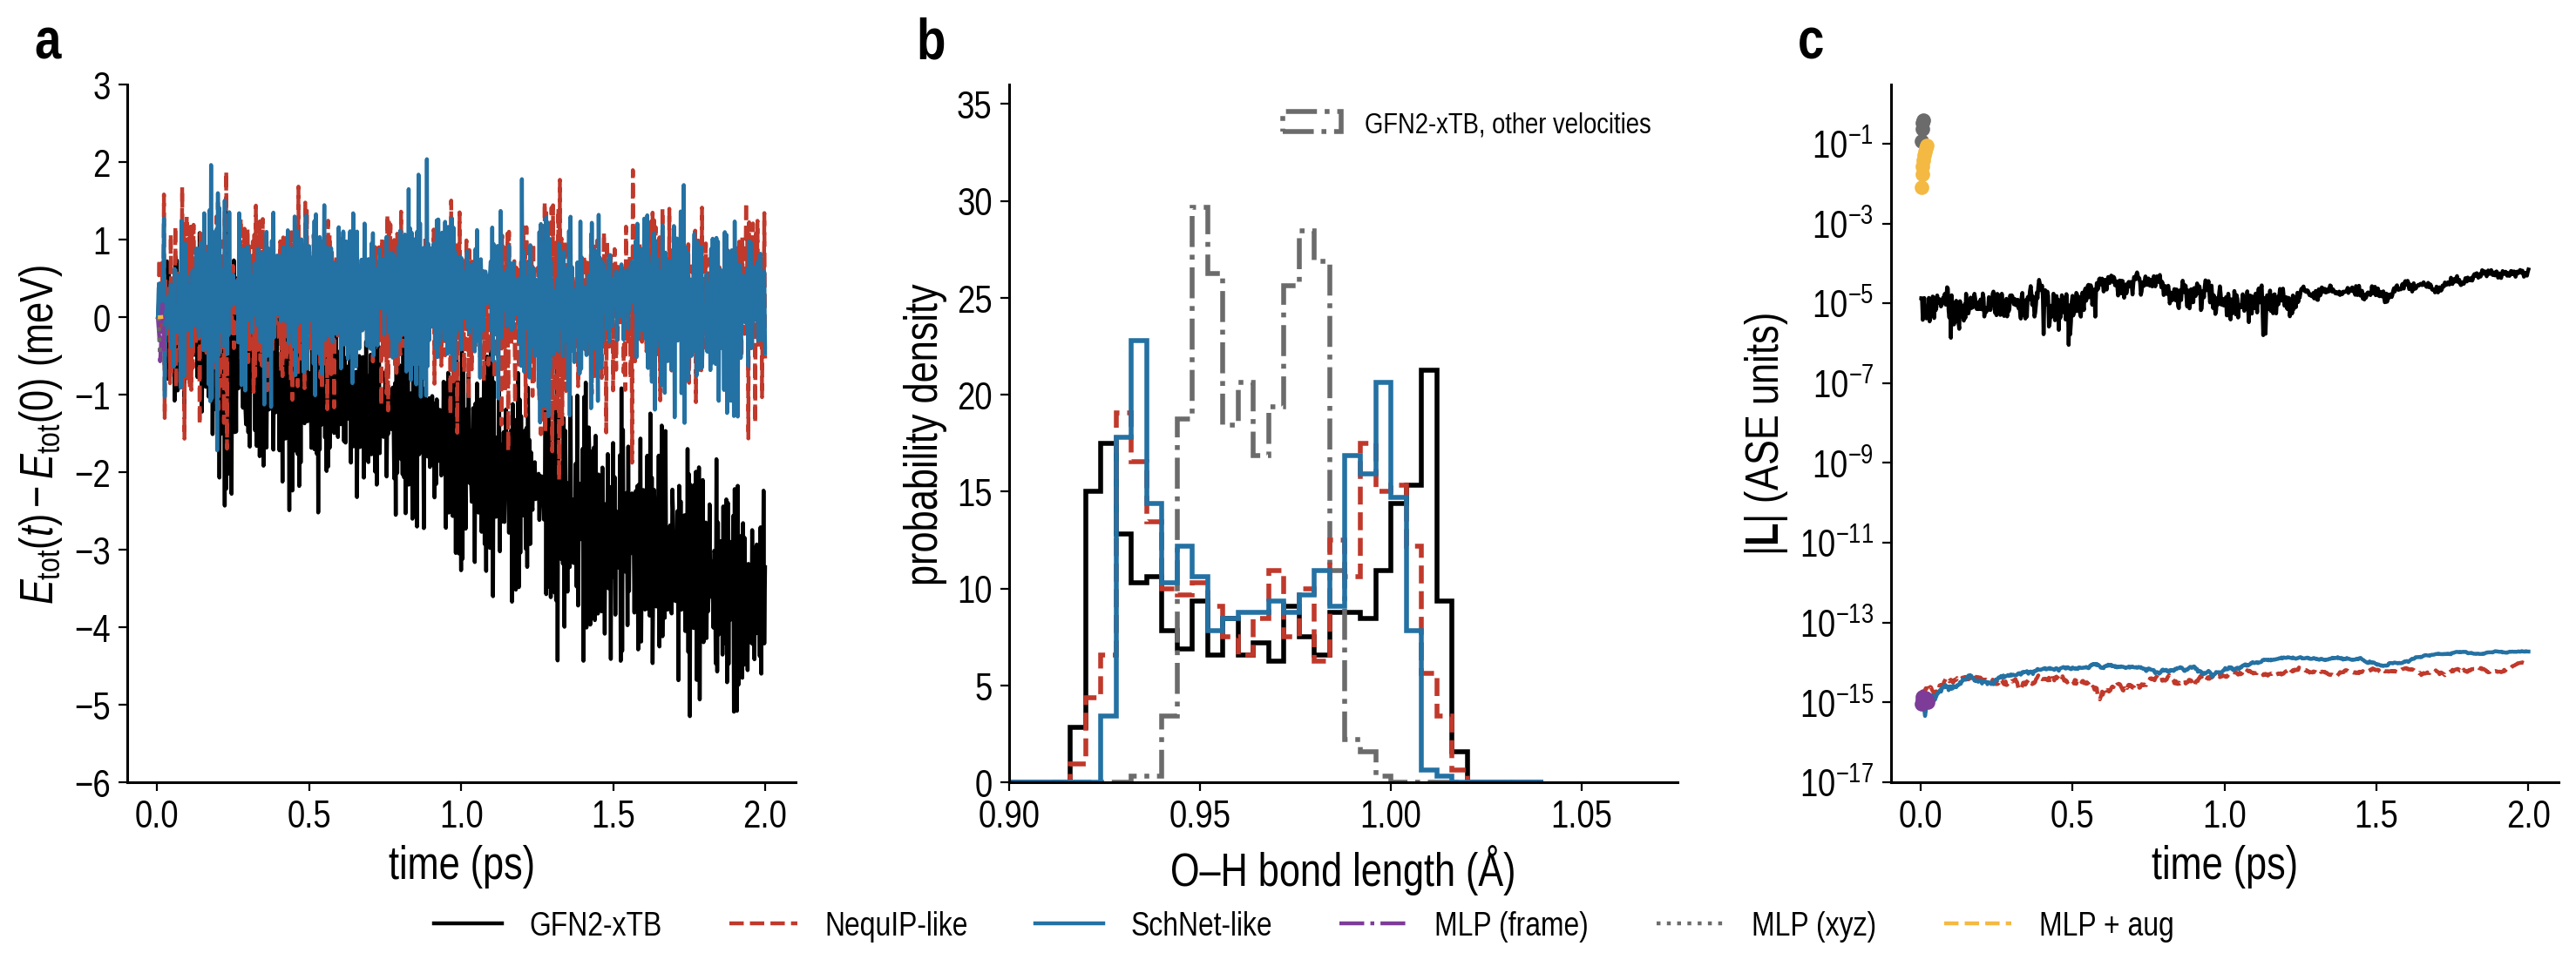 a
3
2
1
0
−1
−2
−3
−4
−5
−6
E_tot(t) − E_tot(0) (meV)
0.0 0.5 1.0 1.5 2.0
time (ps)
b
35
30
25
20
15
10
5
0
probability density
GFN2-xTB, other velocities
0.90 0.95 1.00 1.05
O–H bond length (Å)
c
10⁻¹
10⁻³
10⁻⁵
10⁻⁷
10⁻⁹
10⁻¹¹
10⁻¹³
10⁻¹⁵
10⁻¹⁷
|L| (ASE units)
0.0 0.5 1.0 1.5 2.0
time (ps)
GFN2-xTB NequIP-like SchNet-like MLP (frame) MLP (xyz) MLP + aug